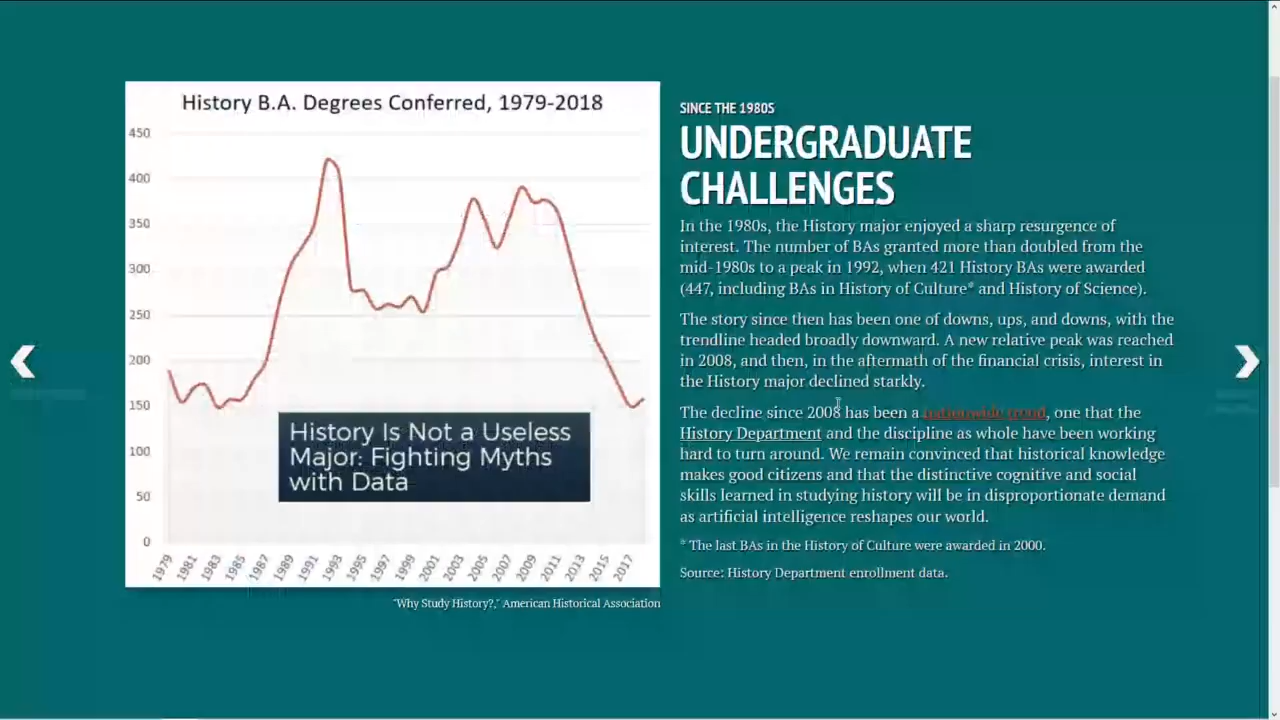 History B.A. Degrees Conferred, 1979-2018
450
400
350
300
250
200
150
100
50
0
1979
1981
1983
1985
1987
1989
1991
1993
1995
1997
1999
2001
2003
2005
2007
2009
2011
2013
2015
2017
History Is Not a Useless
Major: Fighting Myths
with Data
"Why Study History?," American Historical Association
SINCE THE 1980S
UNDERGRADUATE
CHALLENGES
In the 1980s, the History major enjoyed a sharp resurgence of
interest. The number of BAs granted more than doubled from the
mid-1980s to a peak in 1992, when 421 History BAs were awarded
(447, including BAs in History of Culture* and History of Science).
The story since then has been one of downs, ups, and downs, with the
trendline headed broadly downward. A new relative peak was reached
in 2008, and then, in the aftermath of the financial crisis, interest in
the History major declined starkly.
The decline since 2008 has been a nationwide trend, one that the
History Department and the discipline as whole have been working
hard to turn around. We remain convinced that historical knowledge
makes good citizens and that the distinctive cognitive and social
skills learned in studying history will be in disproportionate demand
as artificial intelligence reshapes our world.
* The last BAs in the History of Culture were awarded in 2000.
Source: History Department enrollment data.